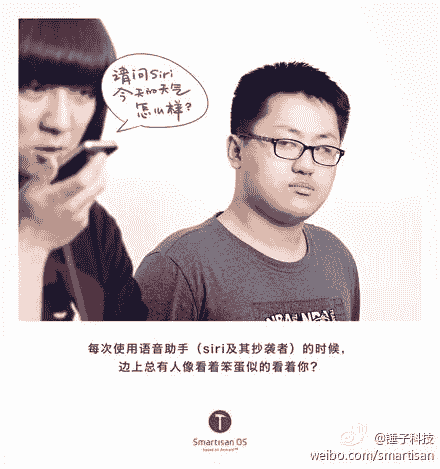 请问Siri
今天的天气
怎么样?
每次使用语音助手（siri及其抄袭者）的时候，
边上总有人像看着笨蛋似的看着你?
Smartisan OS
based on Android™
@锤子科技
weibo.com/smartisan